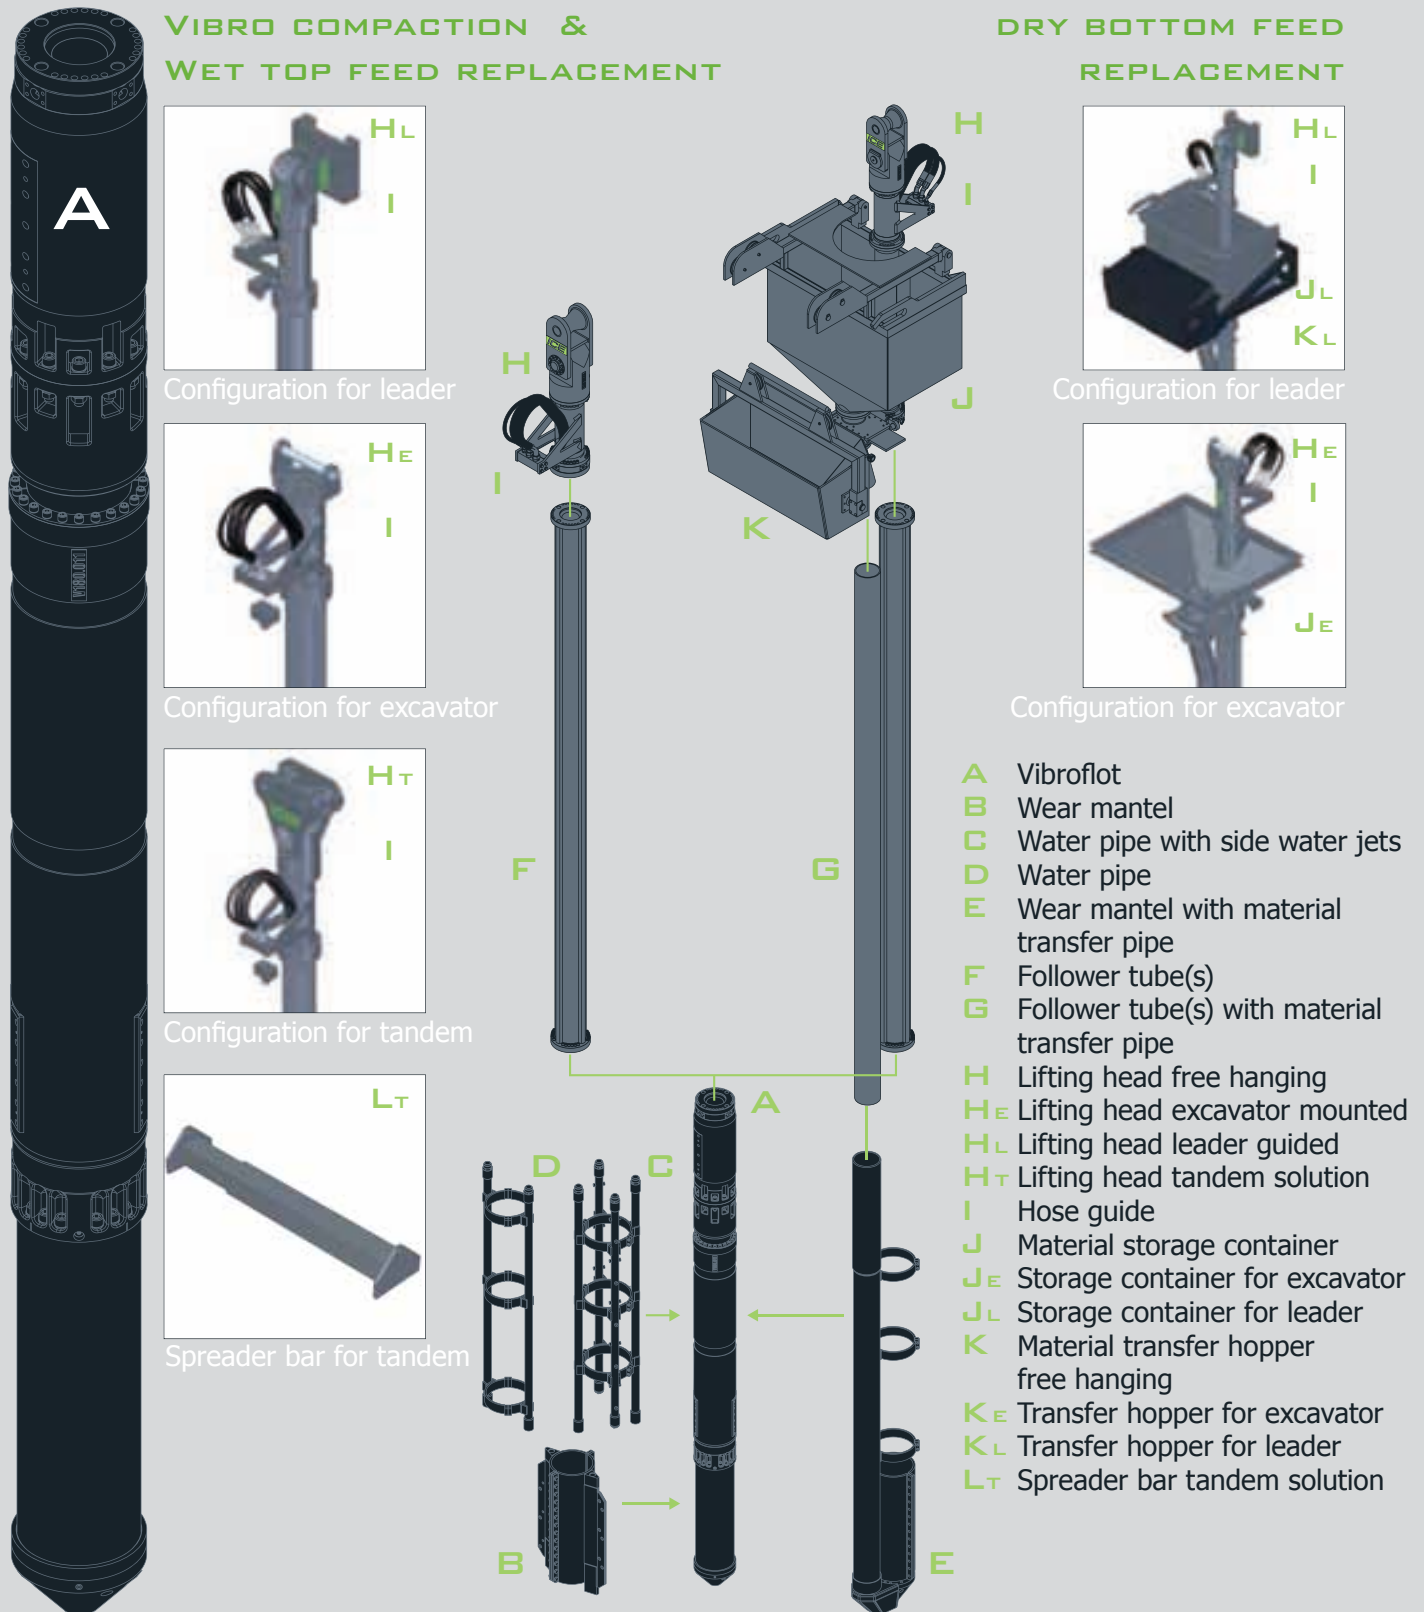 VIBRO COMPACTION &
WET TOP FEED REPLACEMENT
DRY BOTTOM FEED
REPLACEMENT
A
V180.011
HL
I
Configuration for leader
HE
I
Configuration for excavator
HT
I
Configuration for tandem
LT
Spreader bar for tandem
H
ICE
I
F
H
ICE
I
J
K
G
A
D
C
B
E
HL
I
JL
KL
Configuration for leader
HE
I
JE
Configuration for excavator
A Vibroflot
B Wear mantel
C Water pipe with side water jets
D Water pipe
E Wear mantel with material
transfer pipe
F Follower tube(s)
G Follower tube(s) with material
transfer pipe
H Lifting head free hanging
HE Lifting head excavator mounted
HL Lifting head leader guided
HT Lifting head tandem solution
I Hose guide
J Material storage container
JE Storage container for excavator
JL Storage container for leader
K Material transfer hopper
free hanging
KE Transfer hopper for excavator
KL Transfer hopper for leader
LT Spreader bar tandem solution